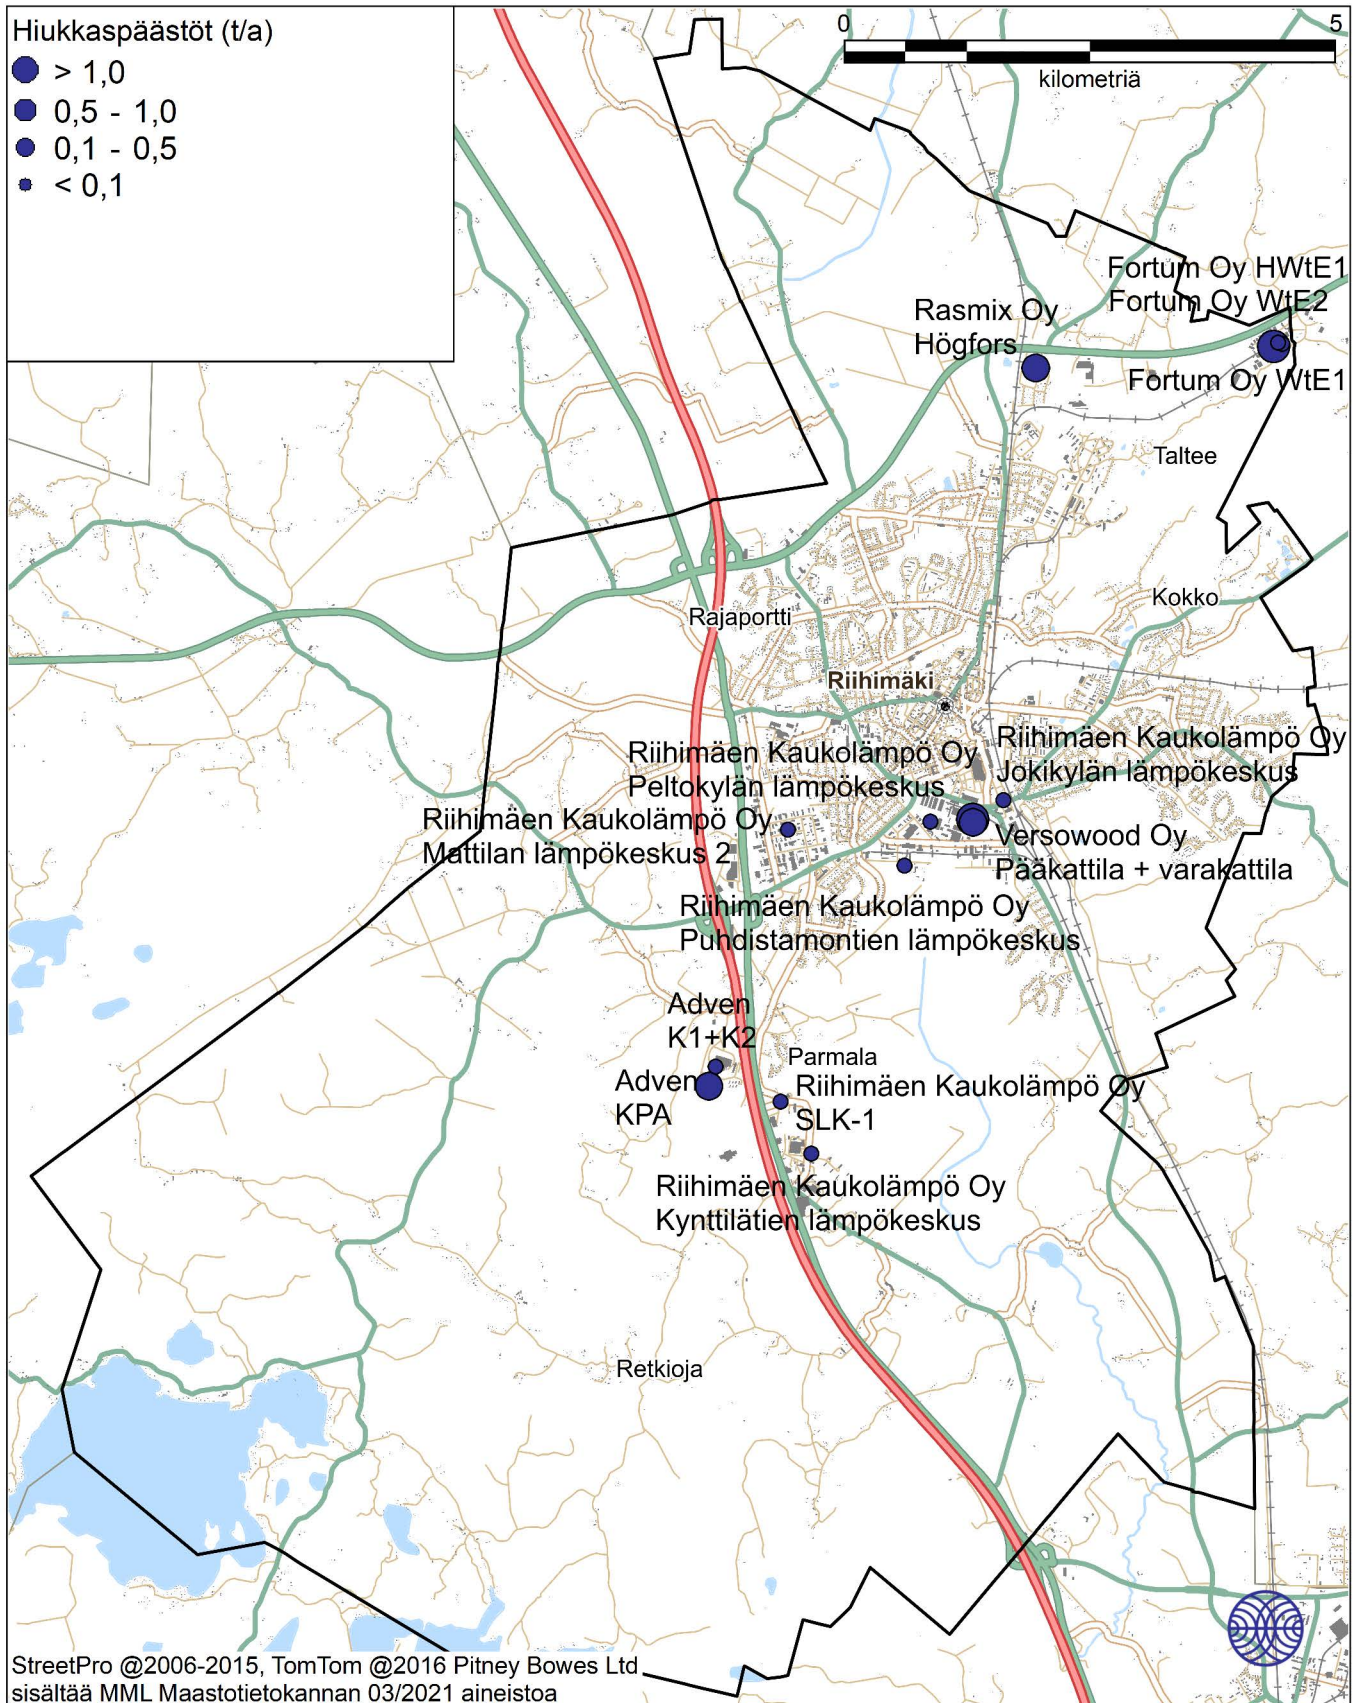 Hiukkaspäästöt (t/a)
> 1,0
0,5 - 1,0
0,1 - 0,5
< 0,1
0 5
kilometriä
Fortum Oy HWtE1
Fortum Oy WtE2
Rasmix Oy
Högfors
Fortum Oy WtE1
Taltee
Kokko
Rajaportti
Riihimäki
Riihimäen Kaukolämpö Oy
Jokikylän lämpökeskus
Riihimäen Kaukolämpö Oy
Peltokylän lämpökeskus
Riihimäen Kaukolämpö Oy
Mattilan lämpökeskus 2
Versowood Oy
Pääkattila + varakattila
Riihimäen Kaukolämpö Oy
Puhdistamontien lämpökeskus
Adven
K1+K2
Parmala
Adven
KPA
Riihimäen Kaukolämpö Oy
SLK-1
Riihimäen Kaukolämpö Oy
Kynttilätien lämpökeskus
Retkioja
StreetPro @2006-2015, TomTom @2016 Pitney Bowes Ltd
sisältää MML Maastotietokannan 03/2021 aineistoa